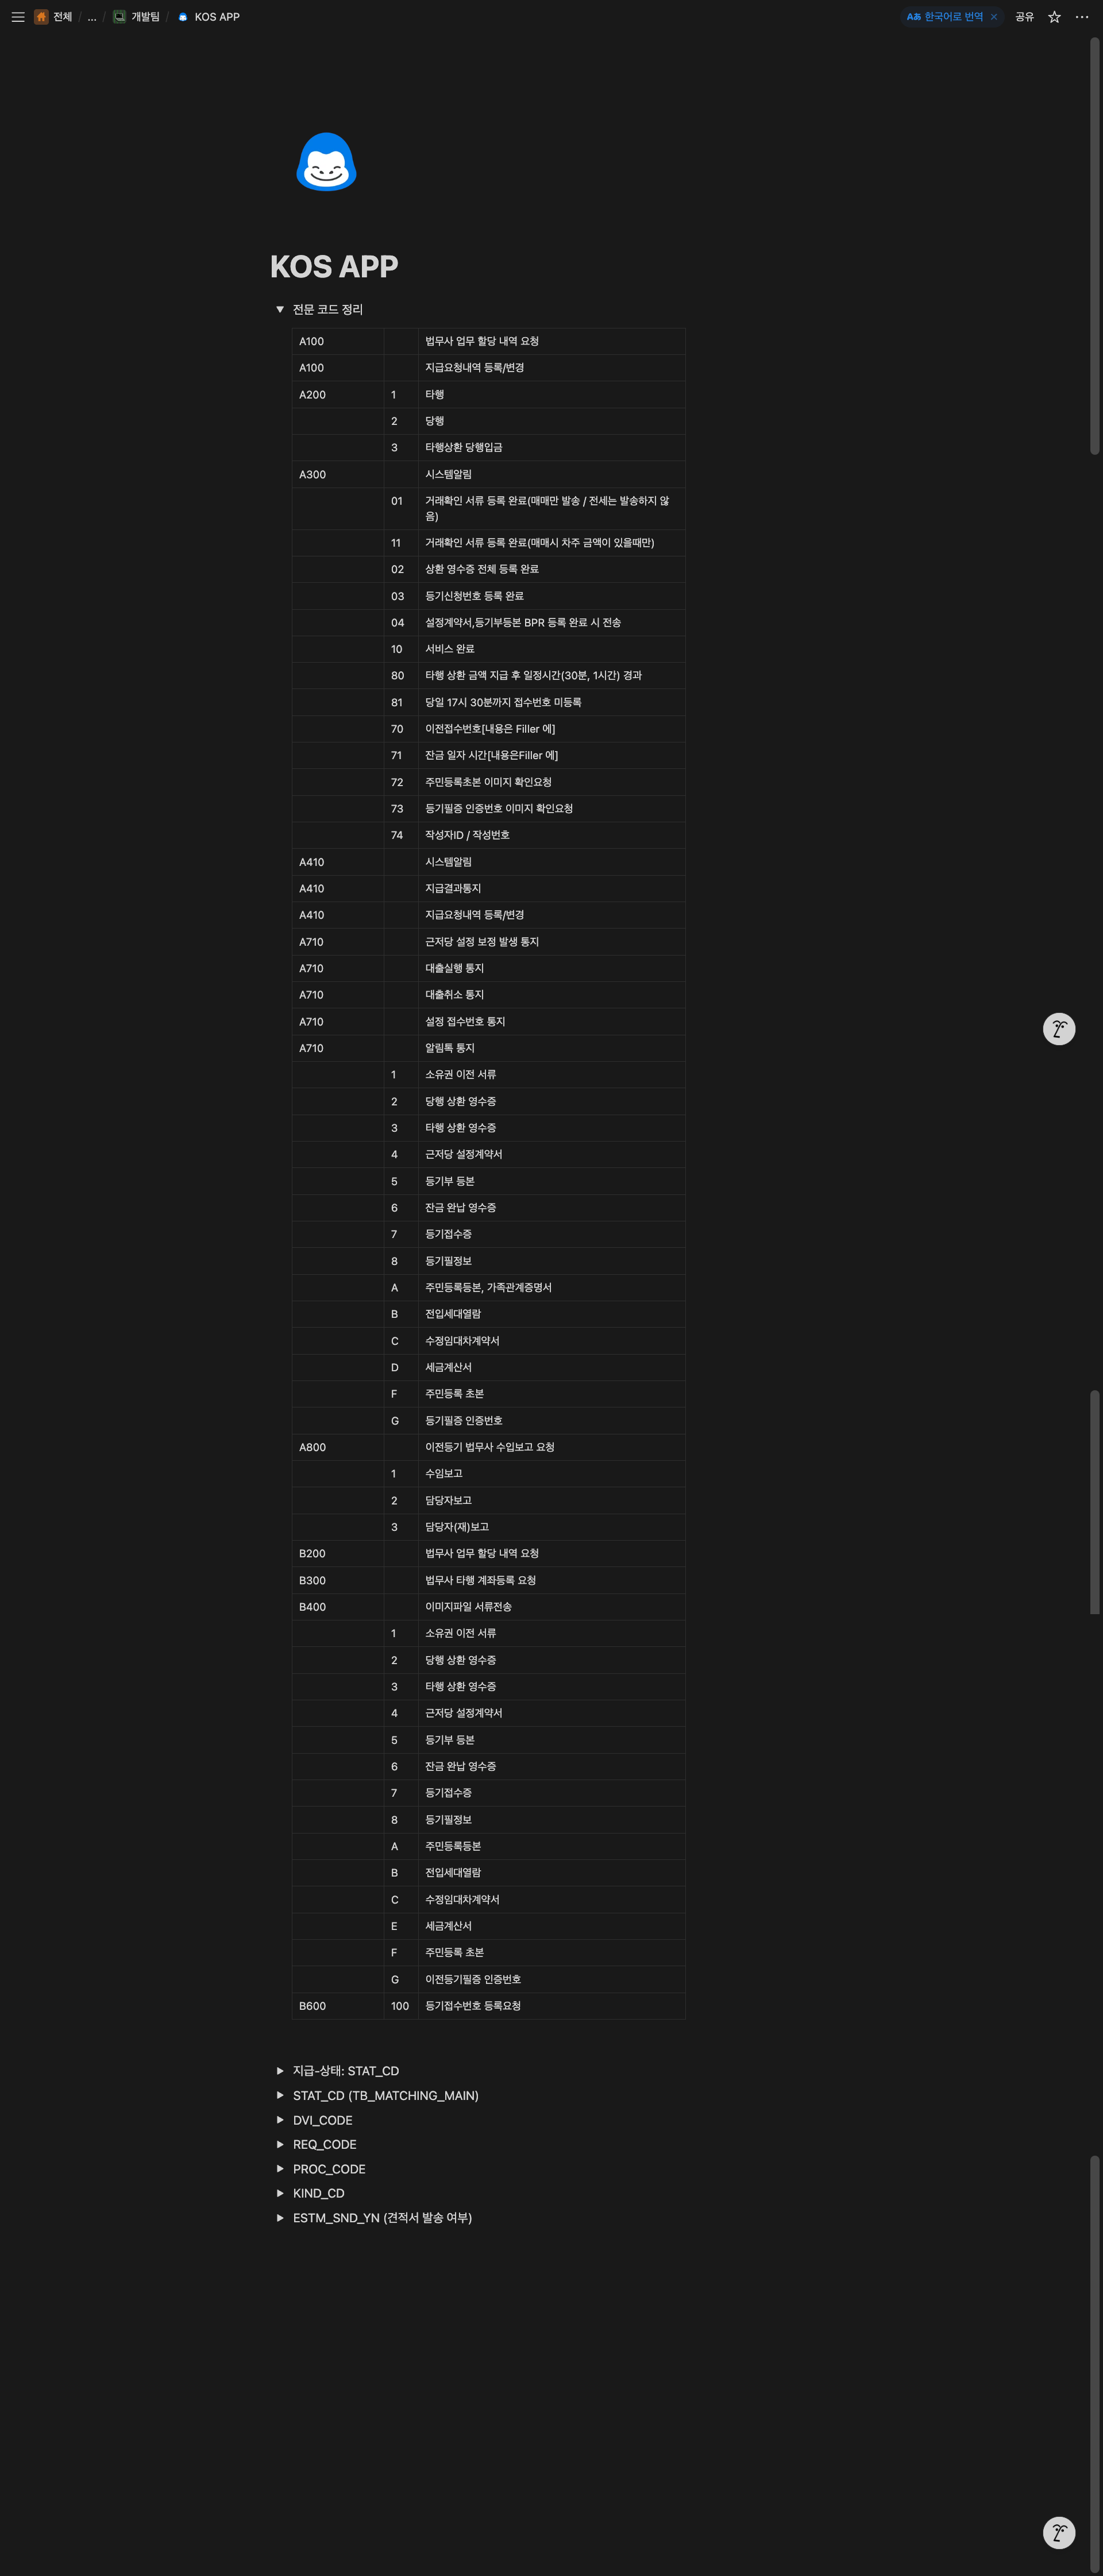 전체 / ... / 개발팀 / KOS APP
Aあ 한국어로 번역 × 공유
KOS APP
전문 코드 정리
A100 법무사 업무 할당 내역 요청
A100 지급요청내역 등록/변경
A200 1 타행
2 당행
3 타행상환 당행입금
A300 시스템알림
01 거래확인 서류 등록 완료(매매만 발송 / 전세는 발송하지 않
음)
11 거래확인 서류 등록 완료(매매시 차주 금액이 있을때만)
02 상환 영수증 전체 등록 완료
03 등기신청번호 등록 완료
04 설정계약서,등기부등본 BPR 등록 완료 시 전송
10 서비스 완료
80 타행 상환 금액 지급 후 일정시간(30분, 1시간) 경과
81 당일 17시 30분까지 접수번호 미등록
70 이전접수번호[내용은 Filler 에]
71 잔금 일자 시간[내용은Filler 에]
72 주민등록초본 이미지 확인요청
73 등기필증 인증번호 이미지 확인요청
74 작성자ID / 작성번호
A410 시스템알림
A410 지급결과통지
A410 지급요청내역 등록/변경
A710 근저당 설정 보정 발생 통지
A710 대출실행 통지
A710 대출취소 통지
A710 설정 접수번호 통지
A710 알림톡 통지
1 소유권 이전 서류
2 당행 상환 영수증
3 타행 상환 영수증
4 근저당 설정계약서
5 등기부 등본
6 잔금 완납 영수증
7 등기접수증
8 등기필정보
A 주민등록등본, 가족관계증명서
B 전입세대열람
C 수정임대차계약서
D 세금계산서
F 주민등록 초본
G 등기필증 인증번호
A800 이전등기 법무사 수입보고 요청
1 수임보고
2 담당자보고
3 담당자(재)보고
B200 법무사 업무 할당 내역 요청
B300 법무사 타행 계좌등록 요청
B400 이미지파일 서류전송
1 소유권 이전 서류
2 당행 상환 영수증
3 타행 상환 영수증
4 근저당 설정계약서
5 등기부 등본
6 잔금 완납 영수증
7 등기접수증
8 등기필정보
A 주민등록등본
B 전입세대열람
C 수정임대차계약서
E 세금계산서
F 주민등록 초본
G 이전등기필증 인증번호
B600 100 등기접수번호 등록요청
지급-상태: STAT_CD
STAT_CD (TB_MATCHING_MAIN)
DVI_CODE
REQ_CODE
PROC_CODE
KIND_CD
ESTM_SND_YN (견적서 발송 여부)